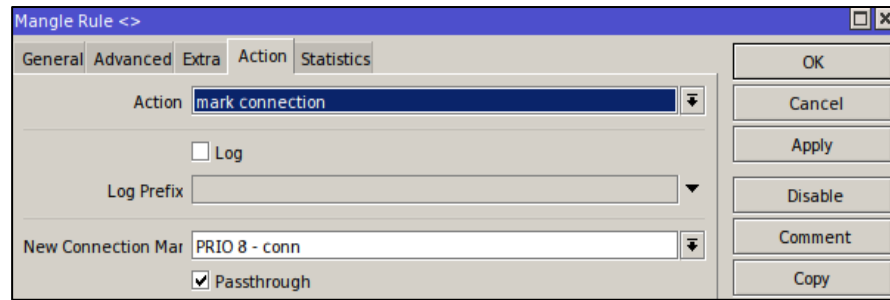 Mangle Rule <>
General Advanced Extra Action Statistics
OK
Action mark connection
Cancel
Log
Apply
Log Prefix
Disable
New Connection Mar PRIO 8 - conn
Comment
Passthrough
Copy